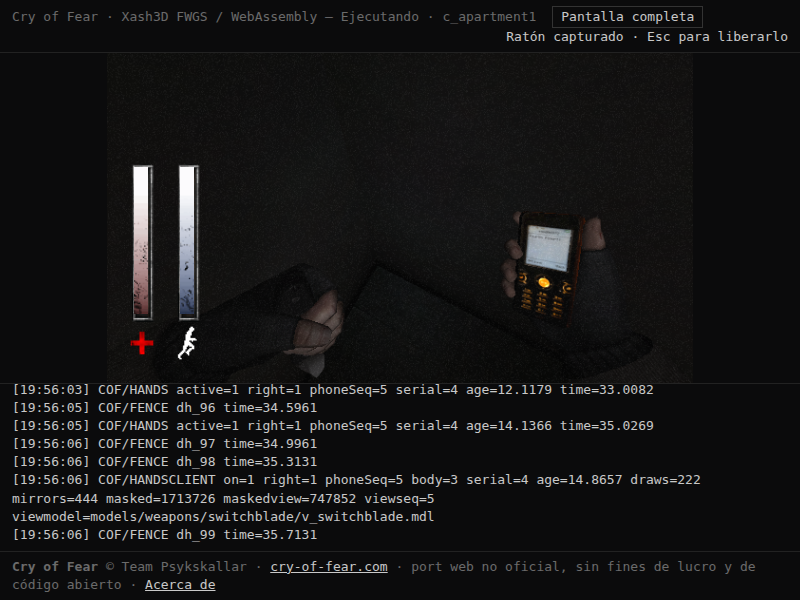 Cry of Fear · Xash3D FWGS / WebAssembly — Ejecutando · c_apartment1
Pantalla completa
Ratón capturado · Esc para liberarlo
[19:56:03] COF/HANDS active=1 right=1 phoneSeq=5 serial=4 age=12.1179 time=33.0082
[19:56:05] COF/FENCE dh_96 time=34.5961
[19:56:05] COF/HANDS active=1 right=1 phoneSeq=5 serial=4 age=14.1366 time=35.0269
[19:56:06] COF/FENCE dh_97 time=34.9961
[19:56:06] COF/FENCE dh_98 time=35.3131
[19:56:06] COF/HANDSCLIENT on=1 right=1 phoneSeq=5 body=3 serial=4 age=14.8657 draws=222
mirrors=444 masked=1713726 maskedview=747852 viewseq=5
viewmodel=models/weapons/switchblade/v_switchblade.mdl
[19:56:06] COF/FENCE dh_99 time=35.7131
Cry of Fear © Team Psykskallar · cry-of-fear.com · port web no oficial, sin fines de lucro y de
código abierto · Acerca de